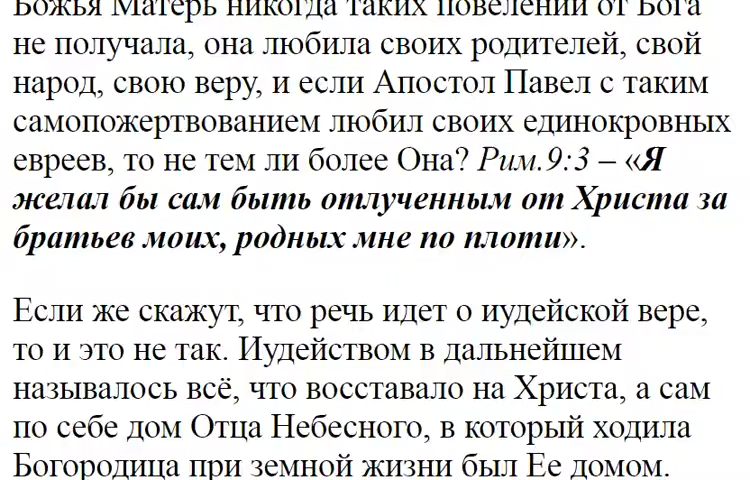 Божья Матерь никогда таких повелений от Бога
не получала, она любила своих родителей, свой
народ, свою веру, и если Апостол Павел с таким
самопожертвованием любил своих единокровных
евреев, то не тем ли более Она? Рим.9:3 – «Я
желал бы сам быть отлученным от Христа за
братьев моих, родных мне по плоти».
Если же скажут, что речь идет о иудейской вере,
то и это не так. Иудейством в дальнейшем
называлось всё, что восставало на Христа, а сам
по себе дом Отца Небесного, в который ходила
Богородица при земной жизни был Ее домом.